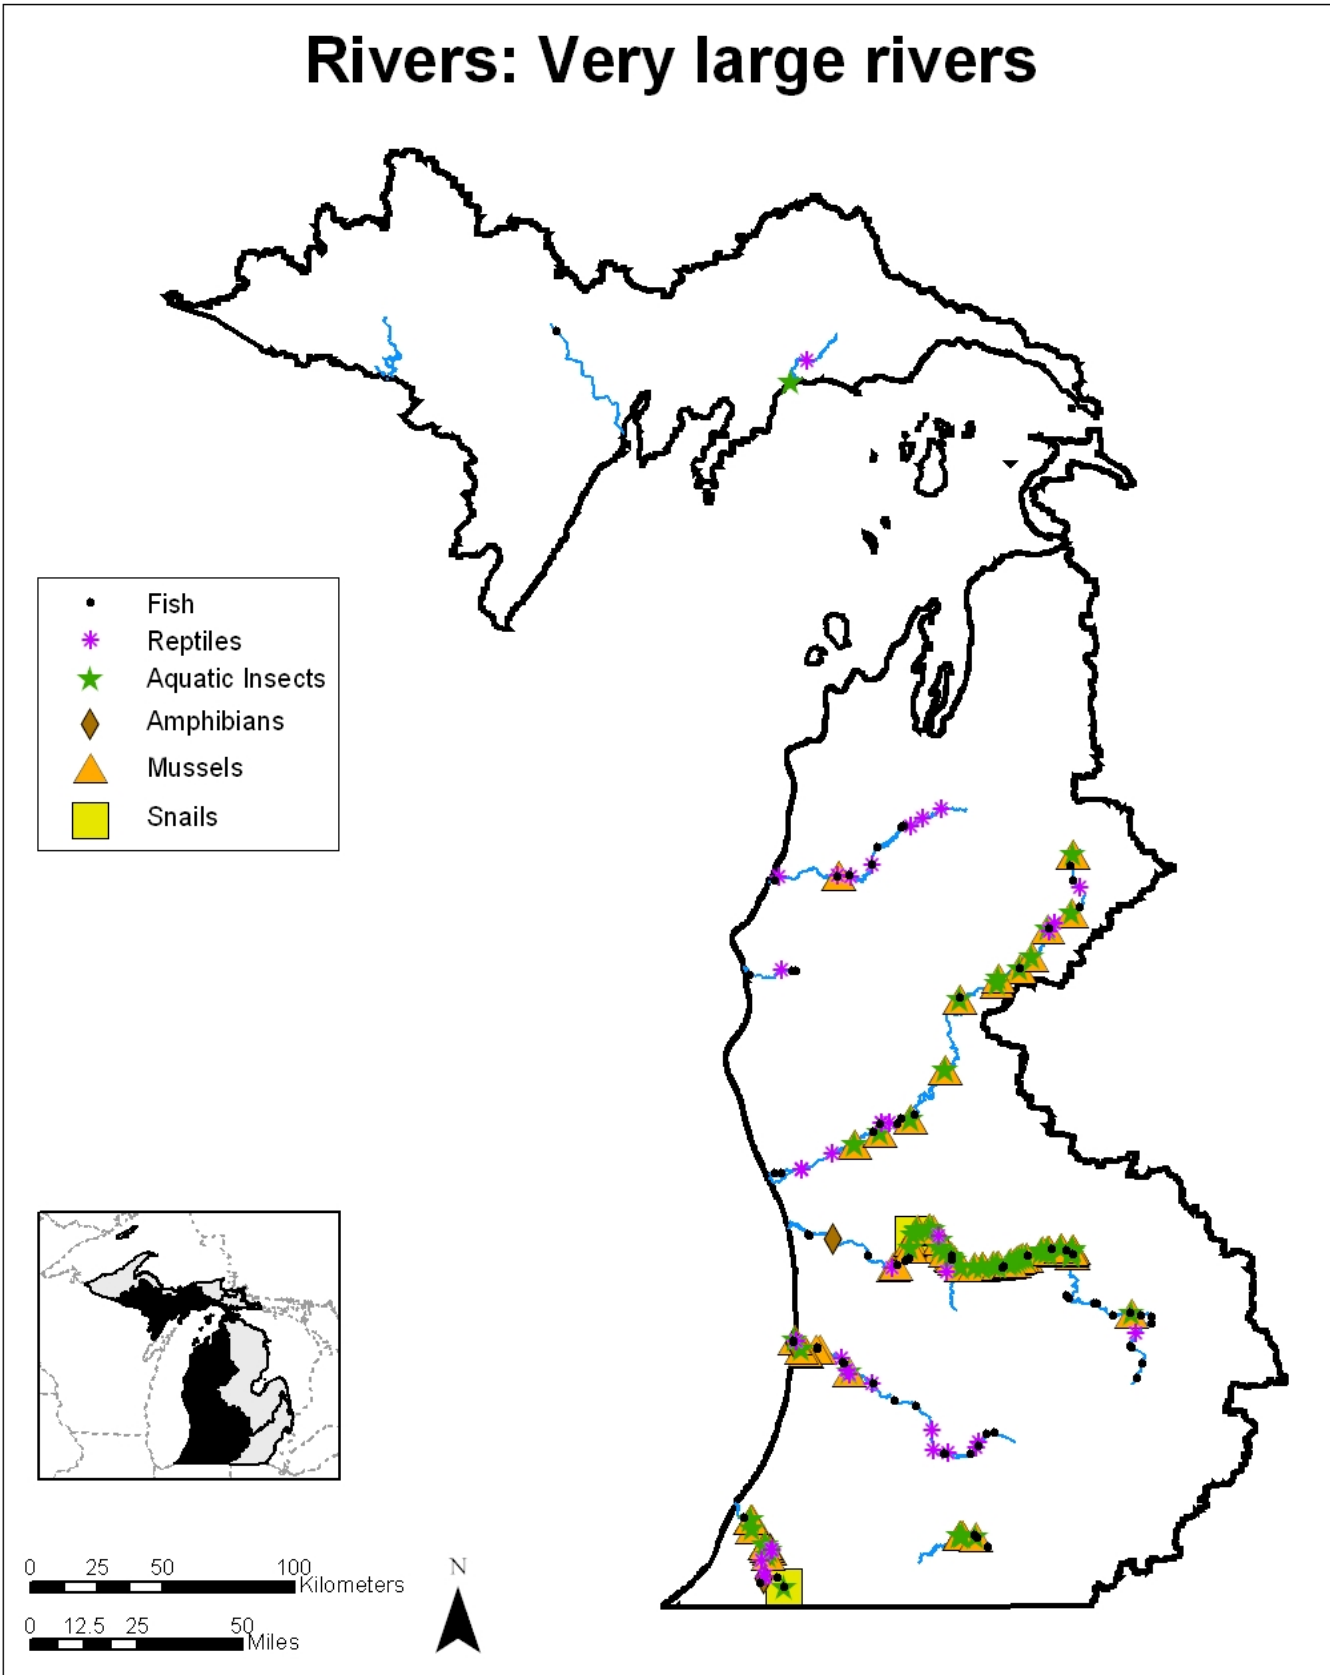 Rivers: Very large rivers
Fish
Reptiles
Aquatic Insects
Amphibians
Mussels
Snails
0 25 50 100
Kilometers
0 12.5 25 50
Miles
N